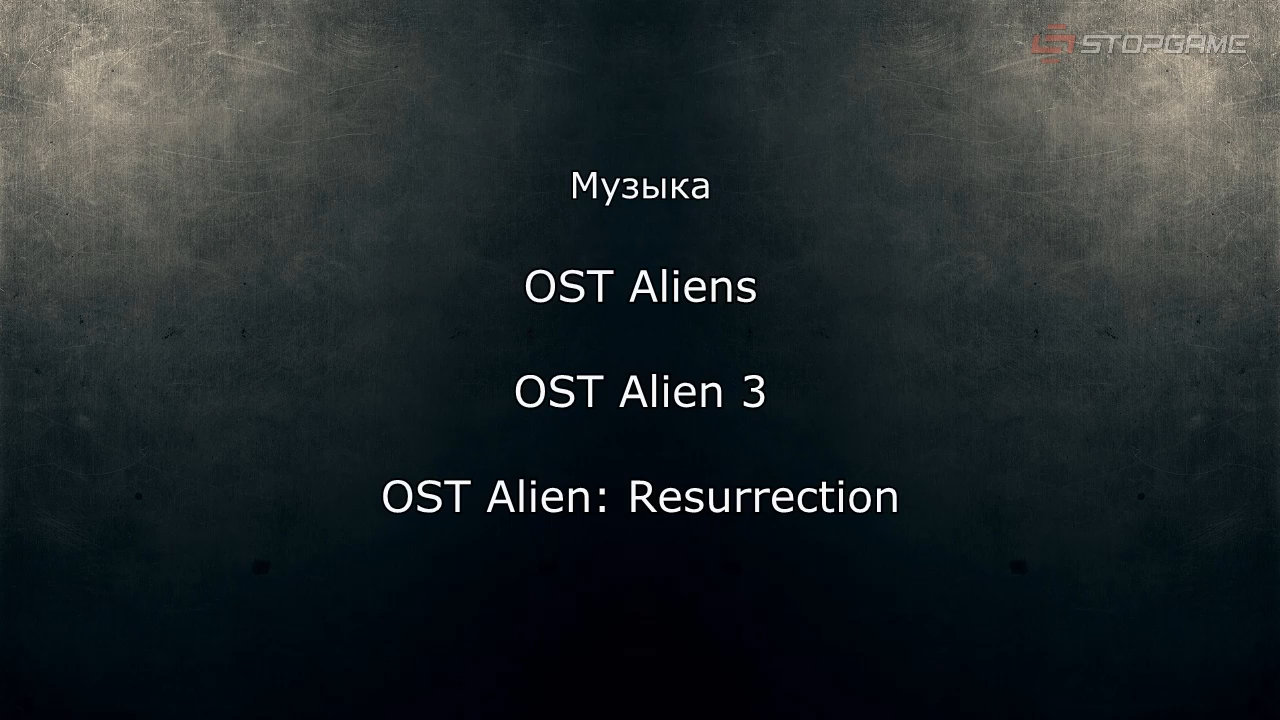 STOPGAME
Музыка
OST Aliens
OST Alien 3
OST Alien: Resurrection